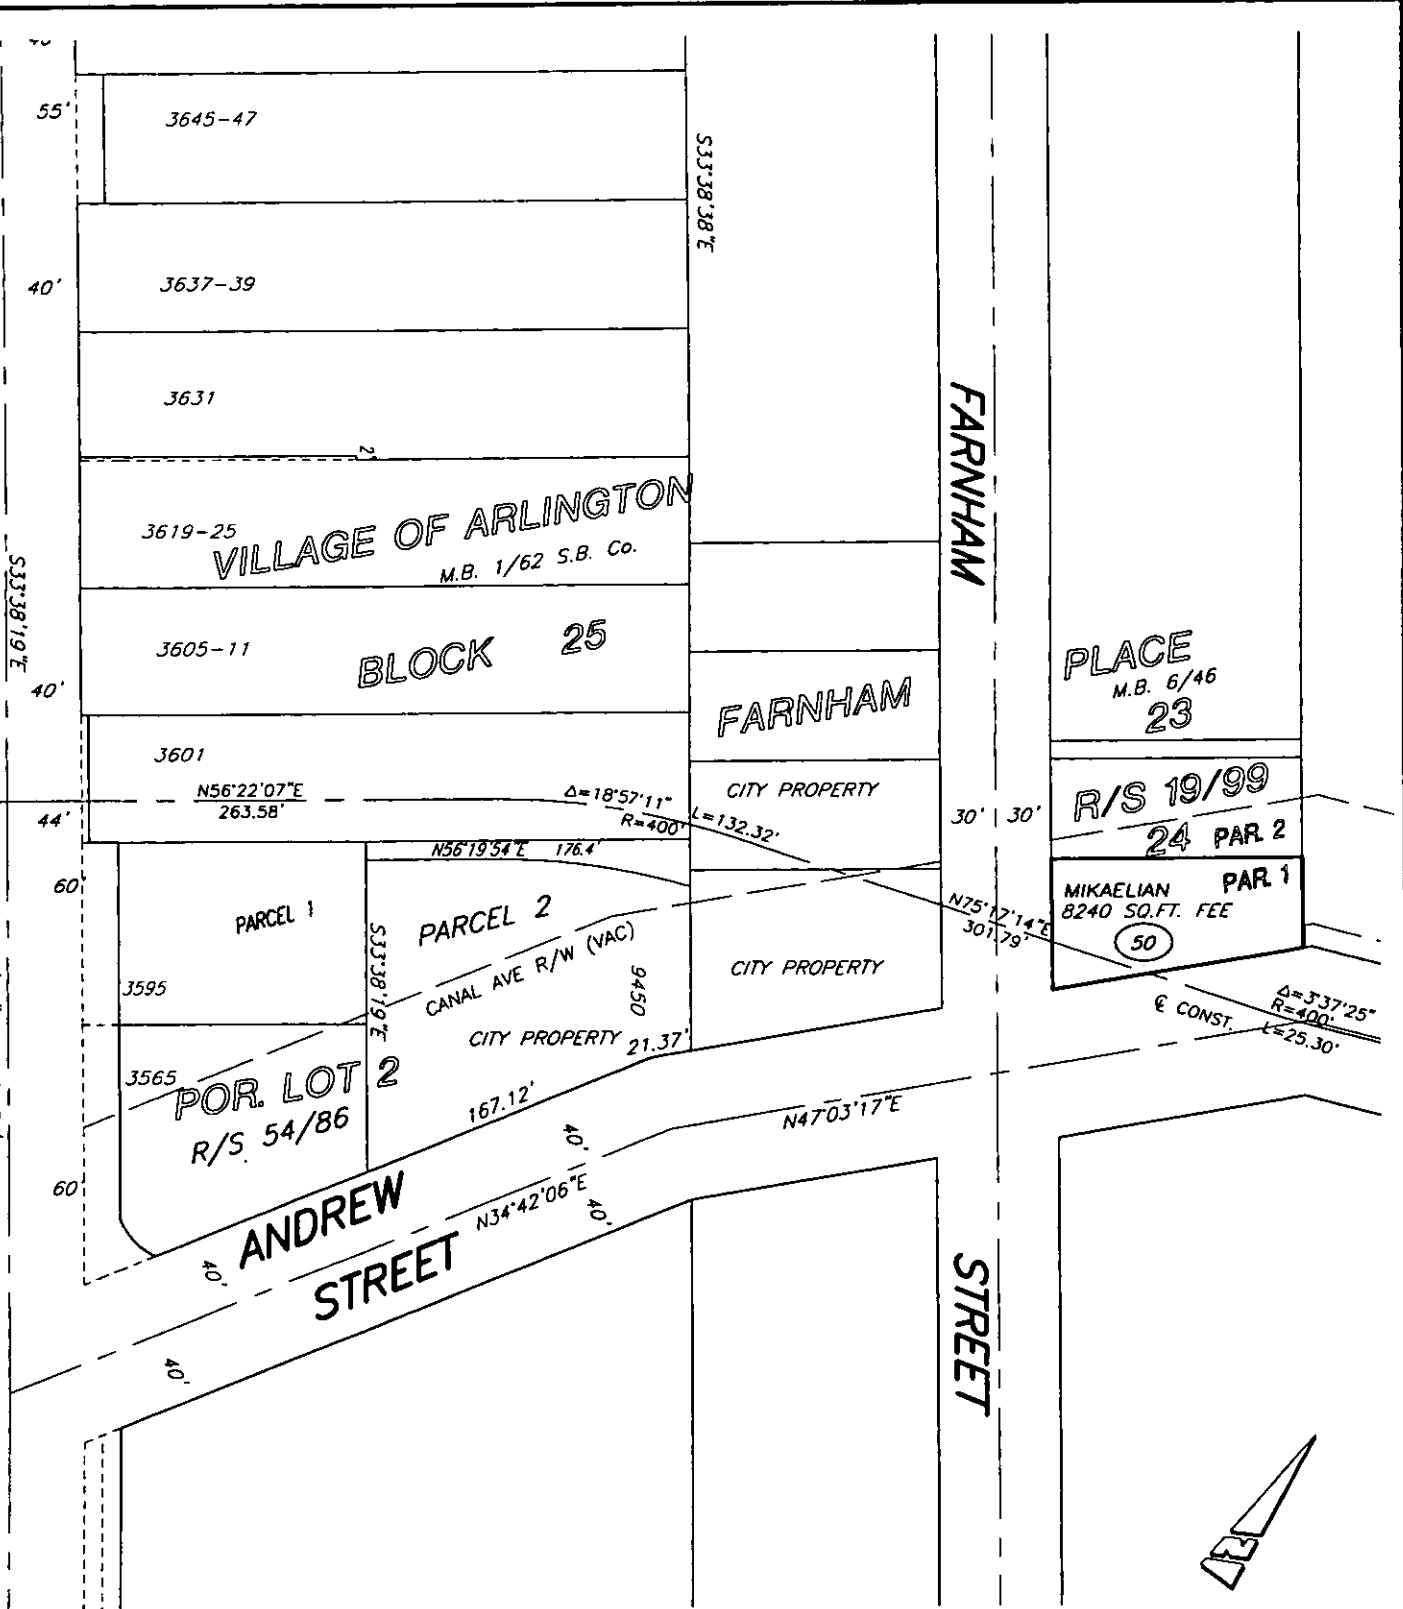 55'
3645-47
S33°38'38"E
40'
3637-39
3631
2'
FARNHAM
3619-25
VILLAGE OF ARLINGTON
M.B. 1/62 S.B. Co.
S33°38'19"E
3605-11
BLOCK 25
40'
PLACE
M.B. 6/46
23
FARNHAM
3601
N56°22'07"E
263.58'
Δ=18°57'11"
R=400'
L=132.32'
CITY PROPERTY
44'
30' 30'
R/S 19/99
24 PAR. 2
N56°19'54"E 176.4'
60'
PARCEL 1
PARCEL 2
MIKAELIAN
PAR. 1
8240 SQ.FT. FEE
50
N75°17'14"E
301.79'
S33°38'19"E
CANAL AVE R/W (VAC)
9450
CITY PROPERTY
3595
Δ=3°37'25"
R=400'
L=25.30'
℄ CONST.
CITY PROPERTY
21.37'
3565
POR. LOT 2
R/S 54/86
167.12'
N47°03'17"E
40'
60'
ANDREW
STREET
N34°42'06"E
40'
40'
40'
STREET
N